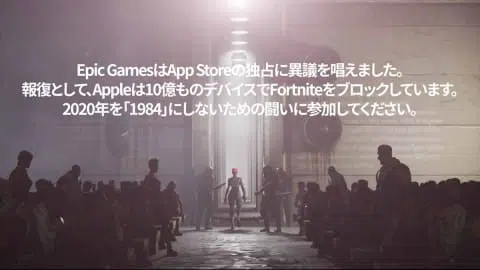 Epic GamesはApp Storeの独占に異議を唱えました。
報復として、Appleは10億ものデバイスでFortniteをブロックしています。
2020年を「1984」にしないための闘いに参加してください。